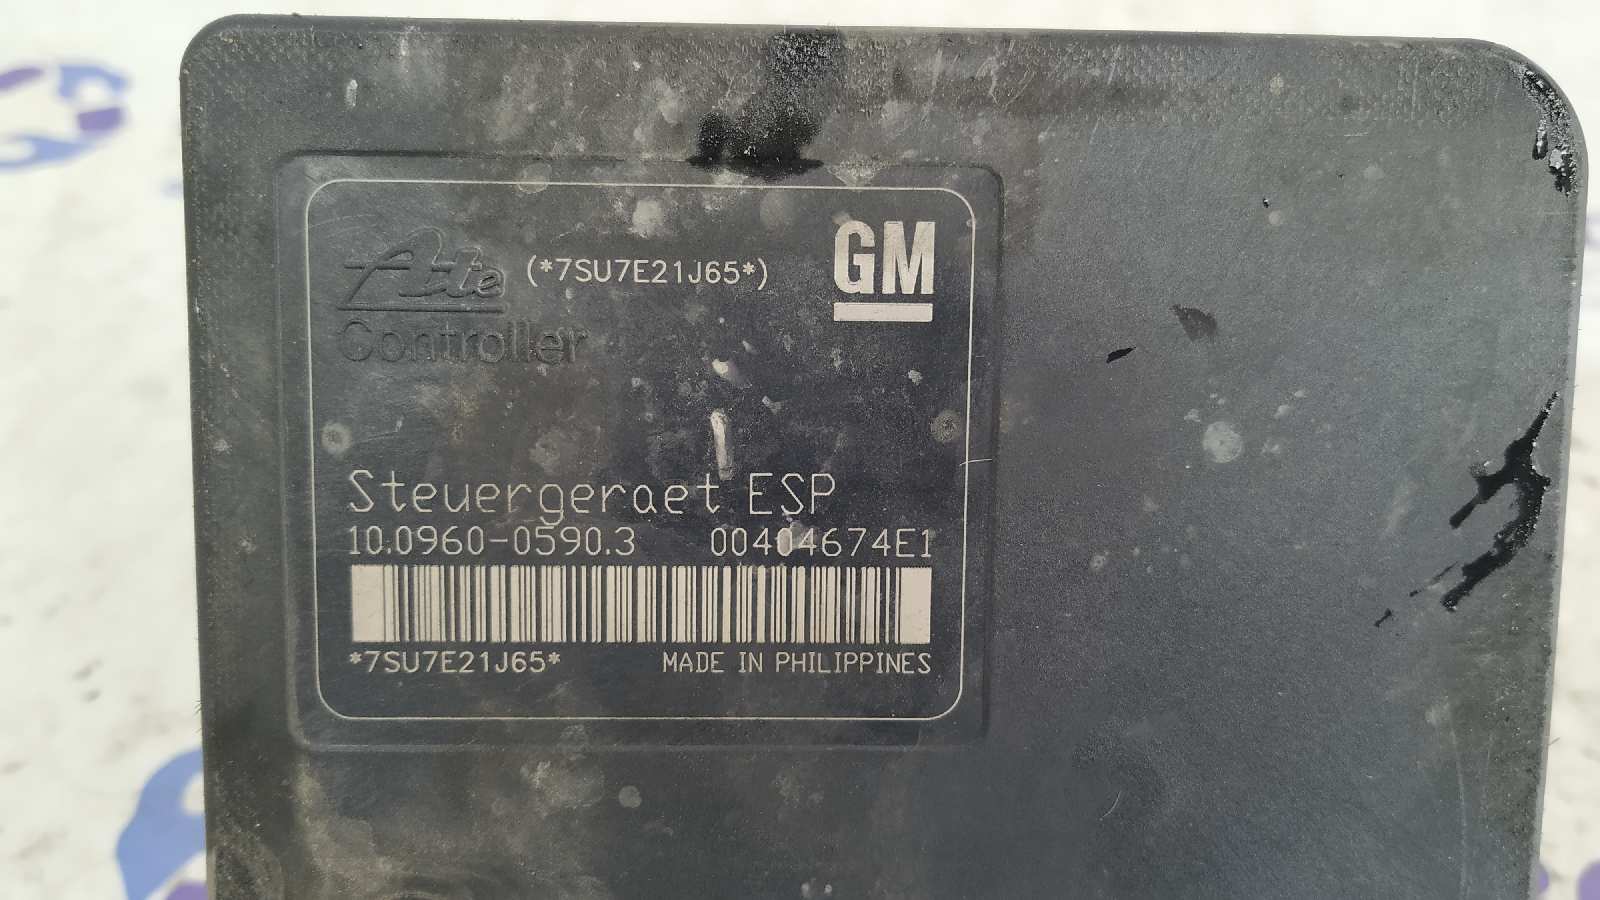 Ate (*7SU7E21J65*) GM
Controller
Steuergeraet ESP
10.0960-0590.3 00404674E1
*7SU7E21J65* MADE IN PHILIPPINES